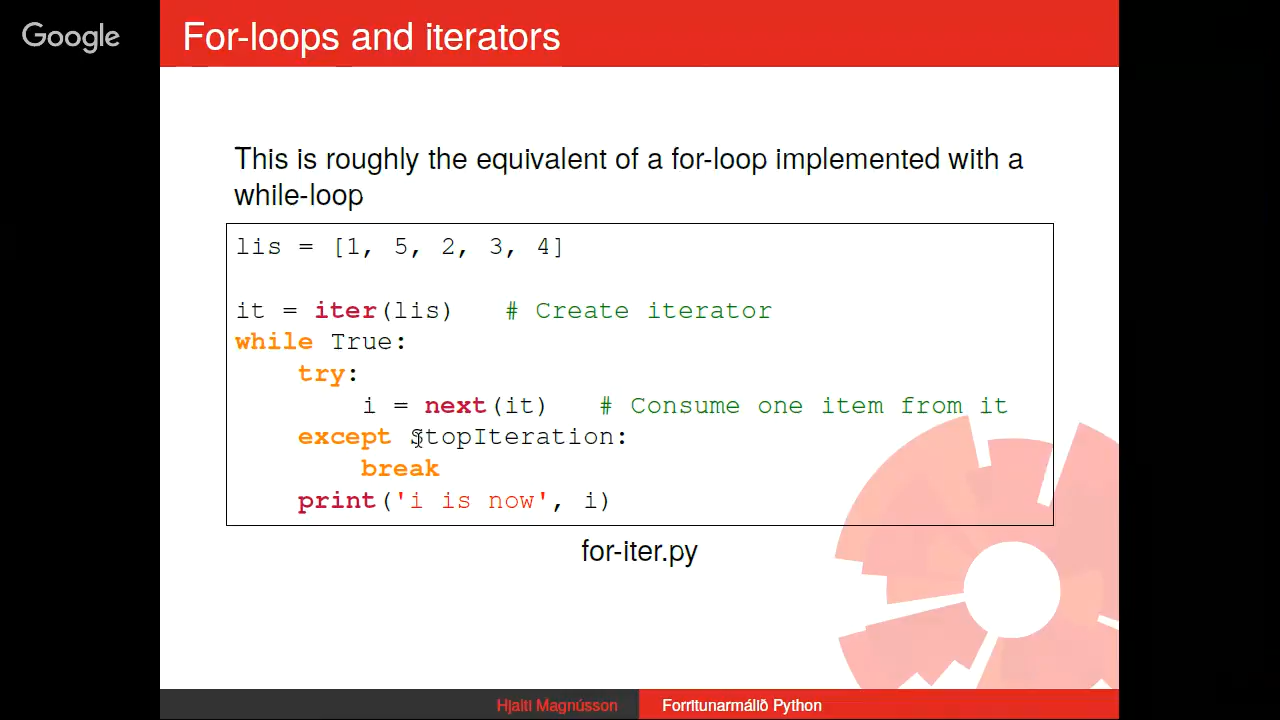 Google
For-loops and iterators
This is roughly the equivalent of a for-loop implemented with a
while-loop
lis = [1, 5, 2, 3, 4]
it = iter(lis)   # Create iterator
while True:
    try:
        i = next(it)   # Consume one item from it
    except StopIteration:
        break
    print('i is now', i)
for-iter.py
Hjalti Magnússon
Forritunarmálið Python